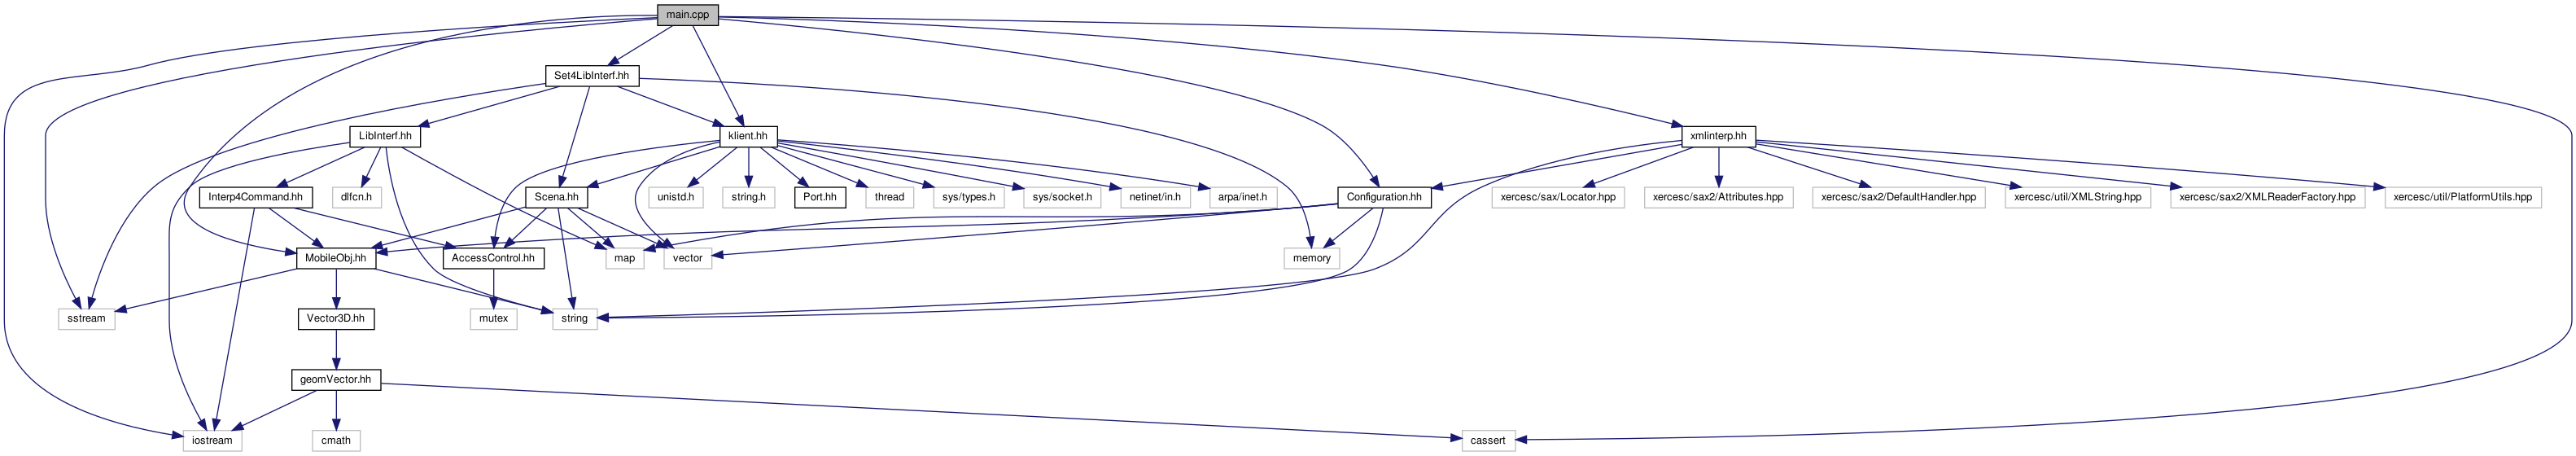 main.cpp
Set4LibInterf.hh
LibInterf.hh
klient.hh
xmlinterp.hh
Interp4Command.hh
dlfcn.h
Scena.hh
unistd.h
string.h
Port.hh
thread
sys/types.h
sys/socket.h
netinet/in.h
arpa/inet.h
Configuration.hh
xercesc/sax/Locator.hpp
xercesc/sax2/Attributes.hpp
xercesc/sax2/DefaultHandler.hpp
xercesc/util/XMLString.hpp
xercesc/sax2/XMLReaderFactory.hpp
xercesc/util/PlatformUtils.hpp
MobileObj.hh
AccessControl.hh
map
vector
memory
sstream
Vector3D.hh
mutex
string
geomVector.hh
iostream
cmath
cassert